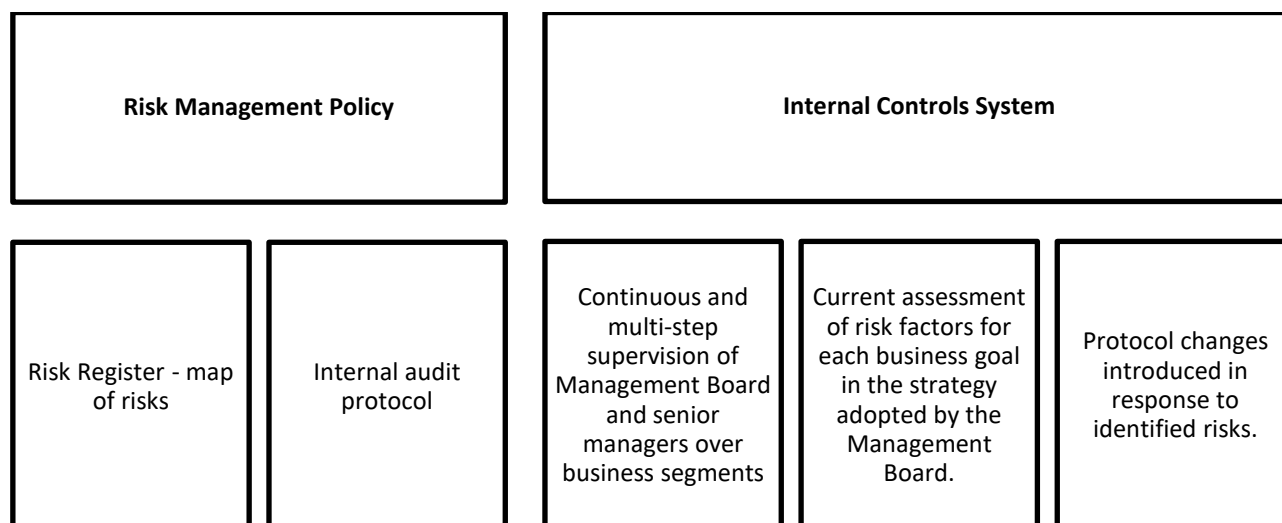 Risk Management Policy
Internal Controls System
Risk Register - map
of risks
Internal audit
protocol
Continuous and
multi-step
supervision of
Management Board
and senior
managers over
business segments
Current assessment
of risk factors for
each business goal
in the strategy
adopted by the
Management
Board.
Protocol changes
introduced in
response to
identified risks.